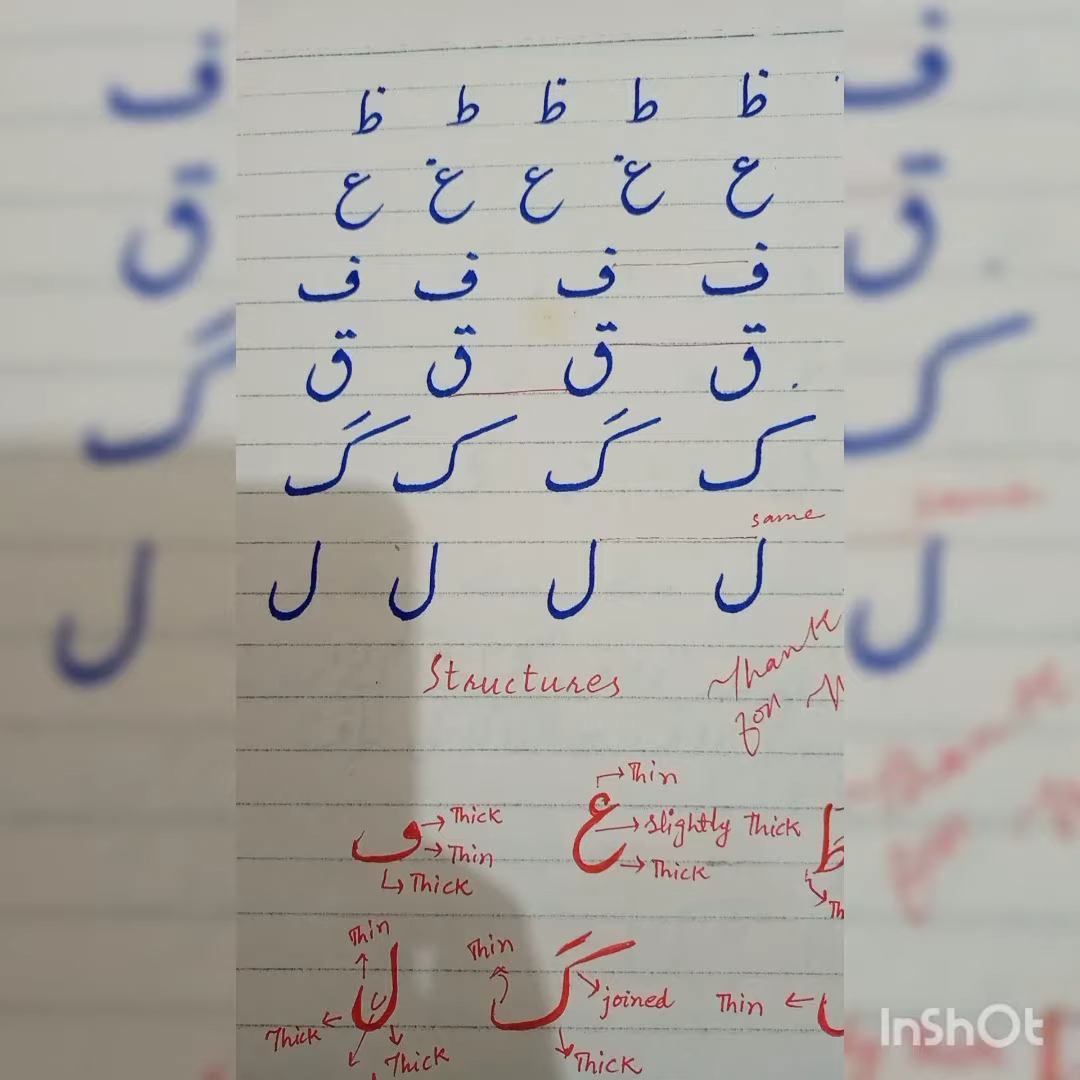 ظ ط ظ ط ظ
ع غ ع غ ع
ف ف ف ف
ق ق ق ق
ک گ ک گ
same
ل ل ل ل
Structures
Thank
for
Thin
ف Thick
ع slightly Thick
Thin
Thick
Thick
ظ
Th
Thin
ل
Thick
Thick
Thin
گ
joined
Thick
Thin
InShOt